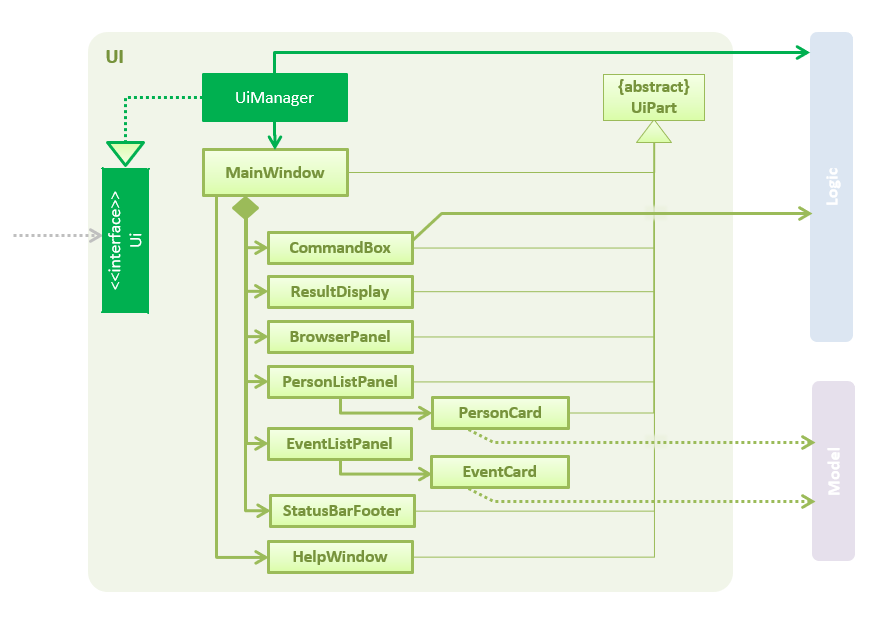 UI
UiManager
{abstract}
UiPart
MainWindow
Logic
<<interface>>
Ui
CommandBox
ResultDisplay
BrowserPanel
PersonListPanel
PersonCard
EventListPanel
EventCard
Model
StatusBarFooter
HelpWindow